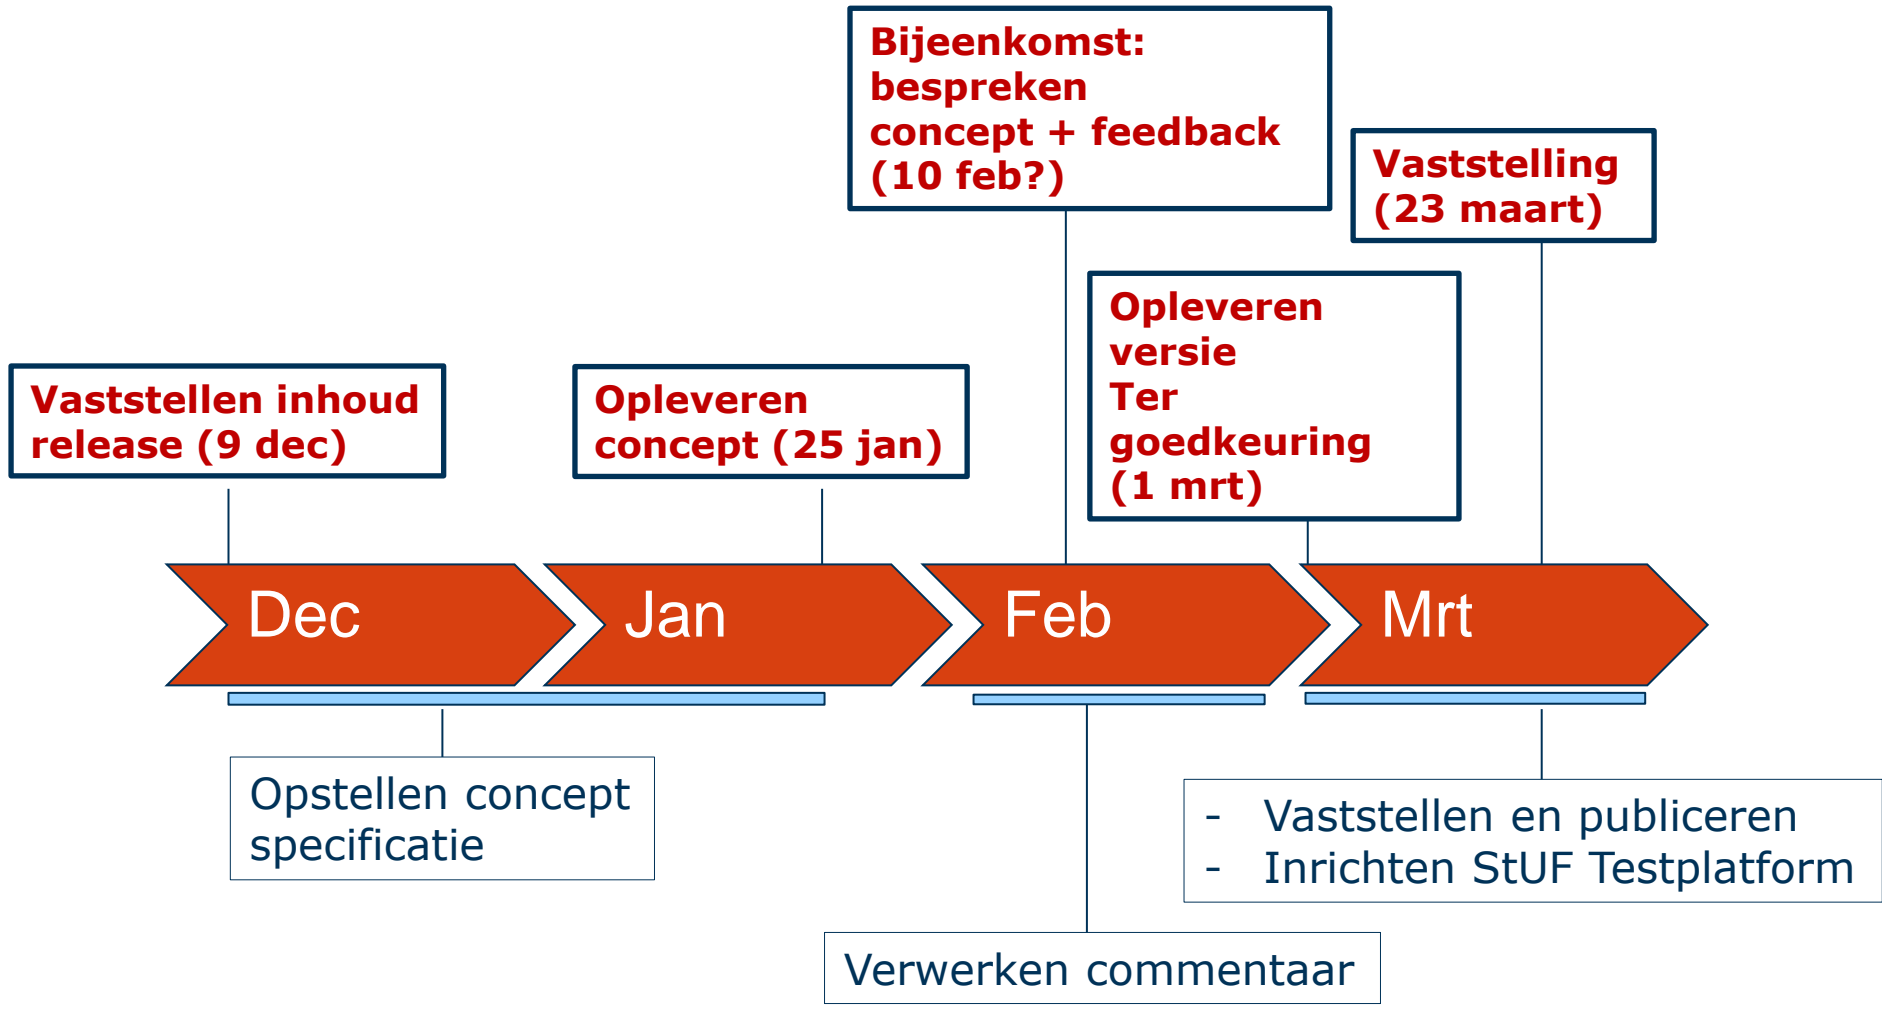 Bijeenkomst:
bespreken
concept + feedback
(10 feb?)
Vaststelling
(23 maart)
Opleveren
versie
Ter
goedkeuring
(1 mrt)
Vaststellen inhoud
release (9 dec)
Opleveren
concept (25 jan)
Dec
Jan
Feb
Mrt
Opstellen concept
specificatie
- Vaststellen en publiceren
- Inrichten StUF Testplatform
Verwerken commentaar